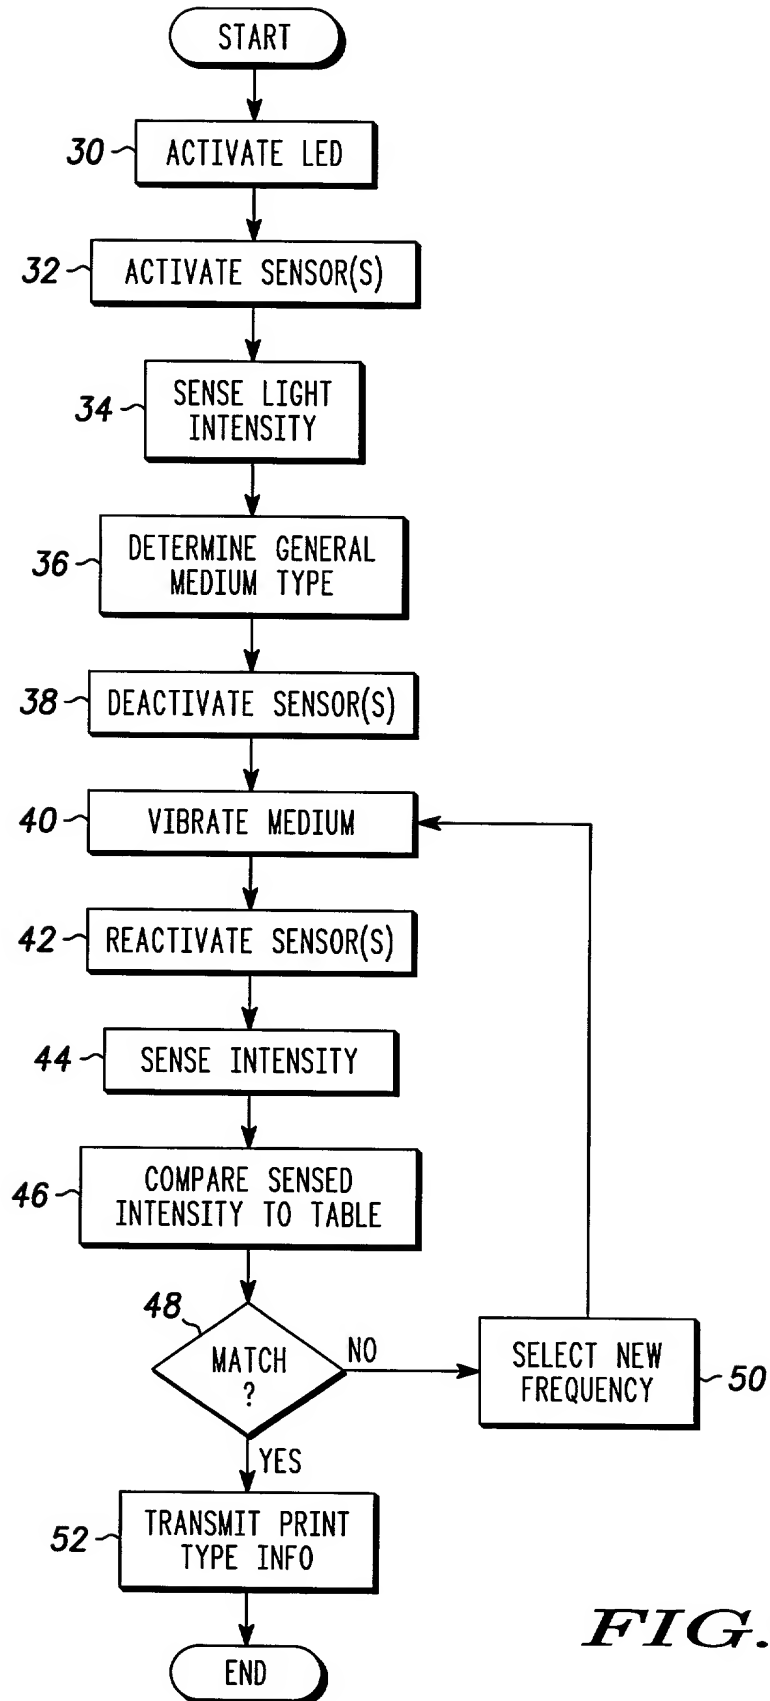 START
30
ACTIVATE LED
32
ACTIVATE SENSOR(S)
34
SENSE LIGHT
INTENSITY
36
DETERMINE GENERAL
MEDIUM TYPE
38
DEACTIVATE SENSOR(S)
40
VIBRATE MEDIUM
42
REACTIVATE SENSOR(S)
44
SENSE INTENSITY
46
COMPARE SENSED
INTENSITY TO TABLE
48
MATCH
?
NO
SELECT NEW
FREQUENCY
50
YES
52
TRANSMIT PRINT
TYPE INFO
END
FIG.